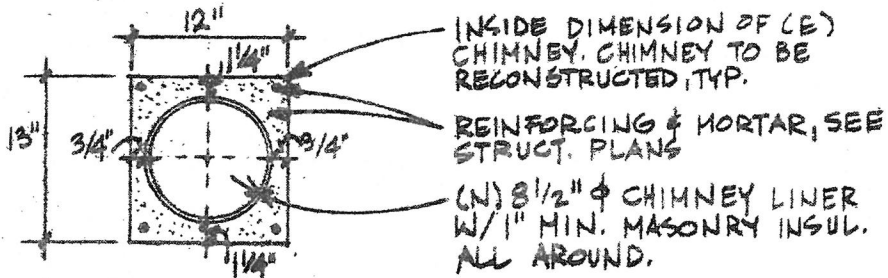 12"
INSIDE DIMENSION OF (E)
1 1/4"
CHIMNEY. CHIMNEY TO BE
RECONSTRUCTED, TYP.
13"
3/4"
3/4"
REINFORCING & MORTAR, SEE
STRUCT. PLANS
(N) 8 1/2" φ CHIMNEY LINER
W/ 1" MIN. MASONRY INSUL.
1 1/4"
ALL AROUND.